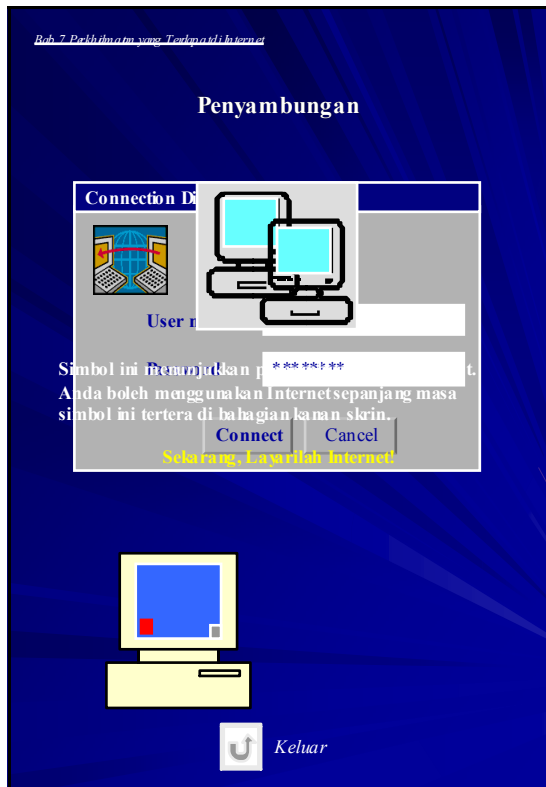 Bab 7 Perkhidmatan yang Terdapat di Internet
Penyambungan
Connection Di
User n
********
Simbol ini menunjukkan p t.
Anda boleh menggunakan Internet sepanjang masa
simbol ini tertera di bahagian kanan skrin.
Connect Cancel
Sekarang, Layarilah Internet!
Keluar